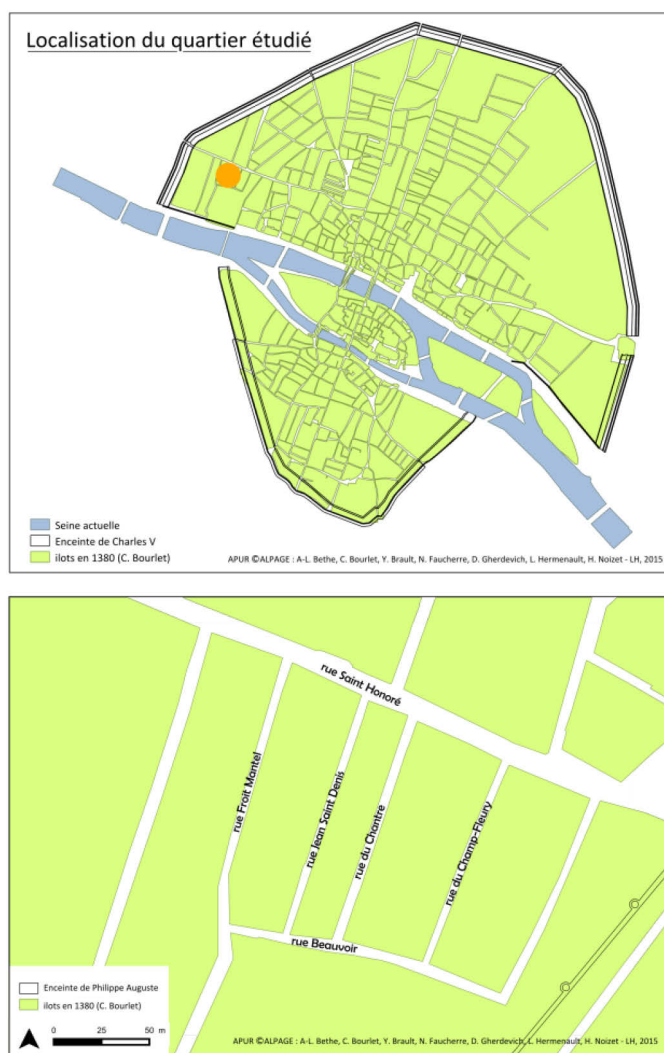 Localisation du quartier étudié
Seine actuelle
Enceinte de Charles V
ilots en 1380 (C. Bourlet)
APUR ©ALPAGE : A-L. Bethe, C. Bourlet, Y. Brault, N. Faucherre, D. Gherdevich, L. Hermenault, H. Noizet - LH, 2015
rue Saint Honoré
rue Froit Mantel
rue Jean Saint Denis
rue du Chantre
rue du Champ-Fleury
rue Beauvoir
Enceinte de Philippe Auguste
ilots en 1380 (C. Bourlet)
0 25 50 m
APUR ©ALPAGE : A-L. Bethe, C. Bourlet, Y. Brault, N. Faucherre, D. Gherdevich, L. Hermenault, H. Noizet - LH, 2015